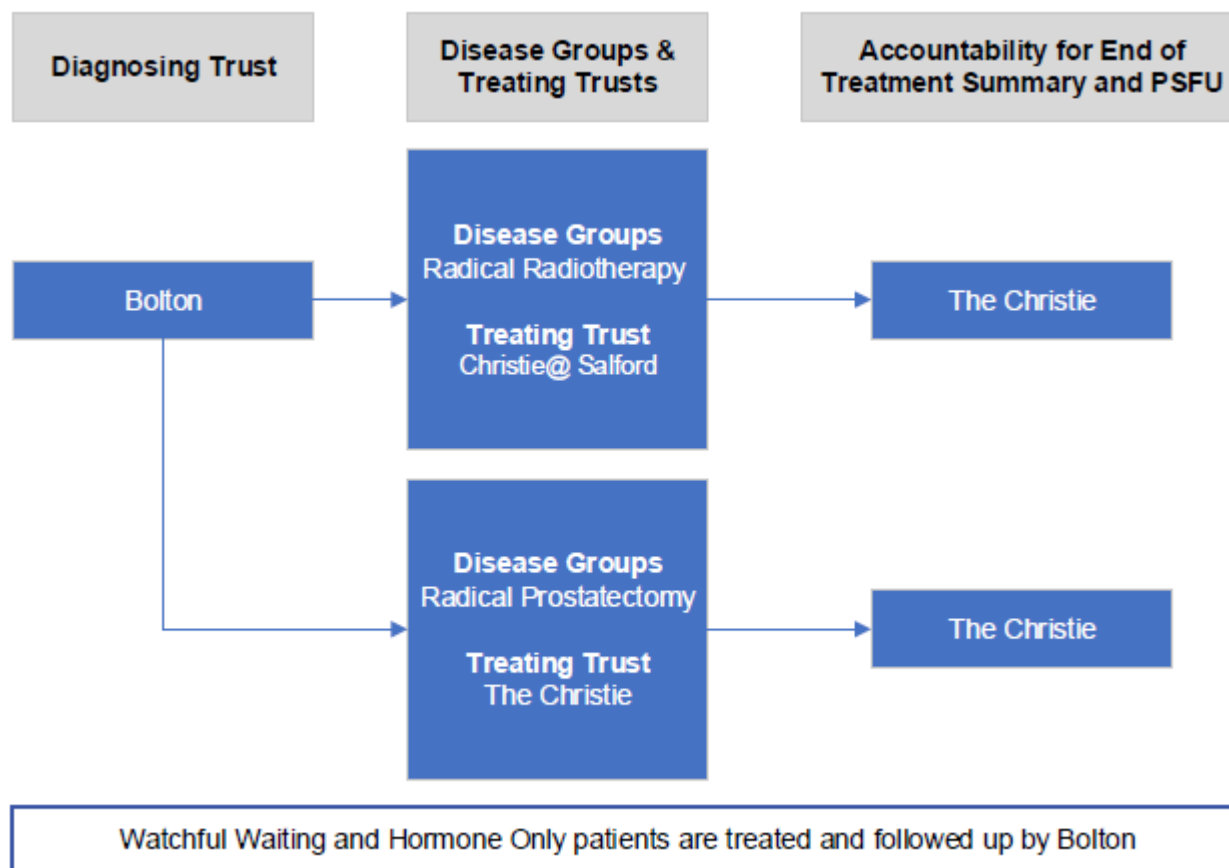 Diagnosing Trust
Disease Groups &
Treating Trusts
Accountability for End of
Treatment Summary and PSFU
Bolton
Disease Groups
Radical Radiotherapy
Treating Trust
Christie@ Salford
The Christie
Disease Groups
Radical Prostatectomy
Treating Trust
The Christie
The Christie
Watchful Waiting and Hormone Only patients are treated and followed up by Bolton